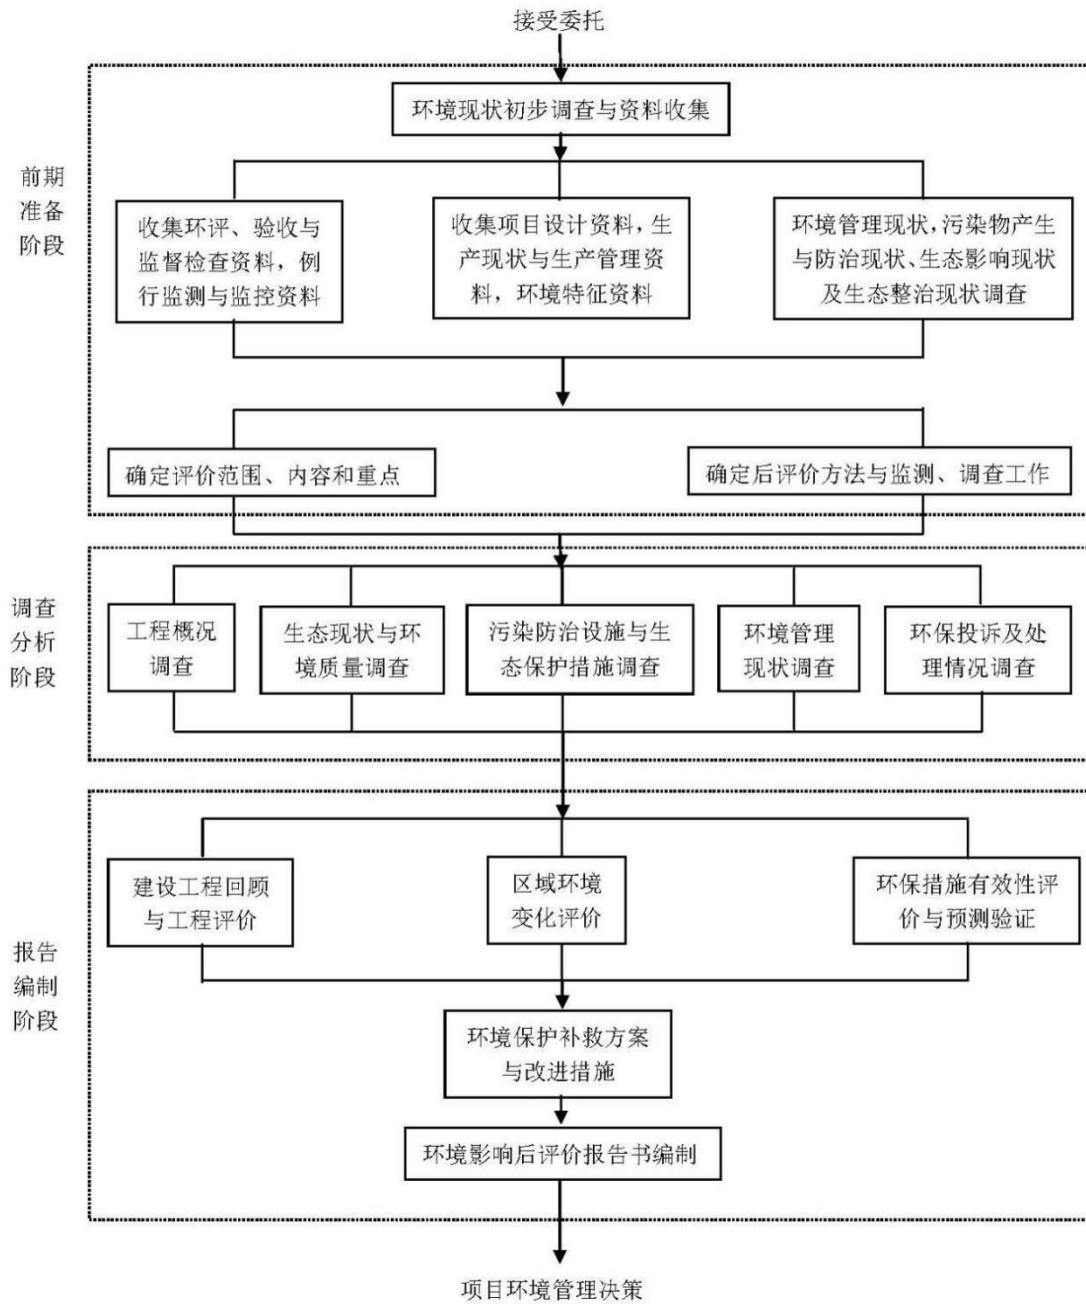 接受委托
环境现状初步调查与资料收集
前期
准备
阶段
收集环评、验收与
监督检查资料，例
行监测与监控资料
收集项目设计资料，生
产现状与生产管理资
料，环境特征资料
环境管理现状，污染物产生
与防治现状、生态影响现状
及生态整治现状调查
确定评价范围、内容和重点
确定后评价方法与监测、调查工作
调查
分析
阶段
工程概况
调查
生态现状与环
境质量调查
污染防治设施与生
态保护措施调查
环境管理
现状调查
环保投诉及处
理情况调查
报告
编制
阶段
建设工程回顾
与工程评价
区域环境
变化评价
环保措施有效性评
价与预测验证
环境保护补救方案
与改进措施
环境影响后评价报告书编制
项目环境管理决策